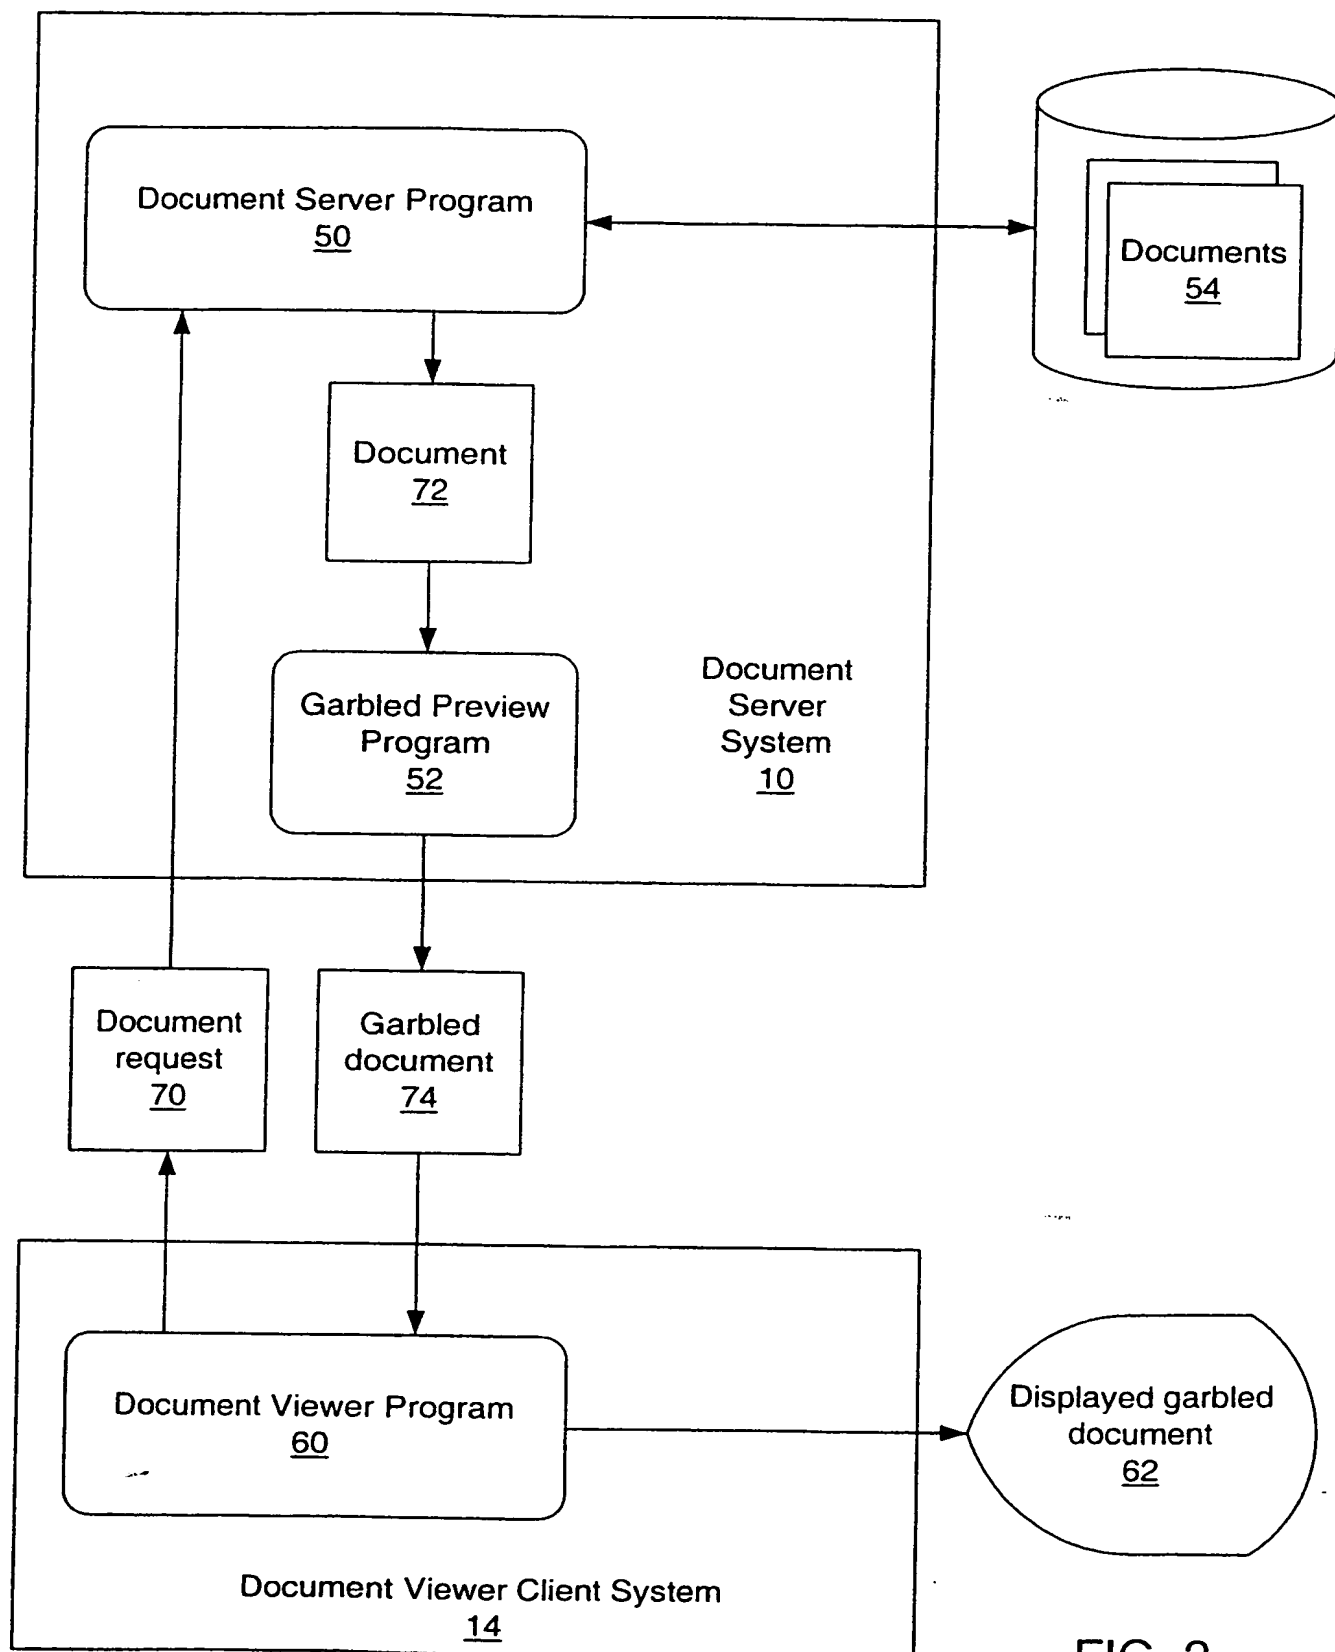 Document Server Program
50
Documents
54
Document
72
Garbled Preview
Program
52
Document
Server
System
10
Document
request
70
Garbled
document
74
Document Viewer Program
60
Displayed garbled
document
62
Document Viewer Client System
14